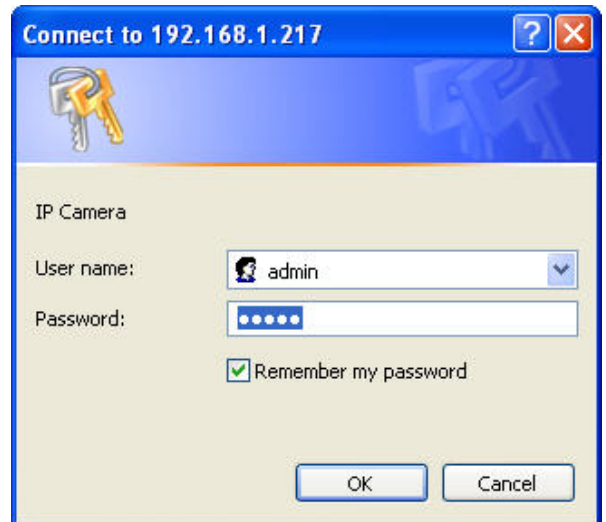 Connect to 192.168.1.217
IP Camera
User name: admin
Password: •••••
Remember my password
OK Cancel